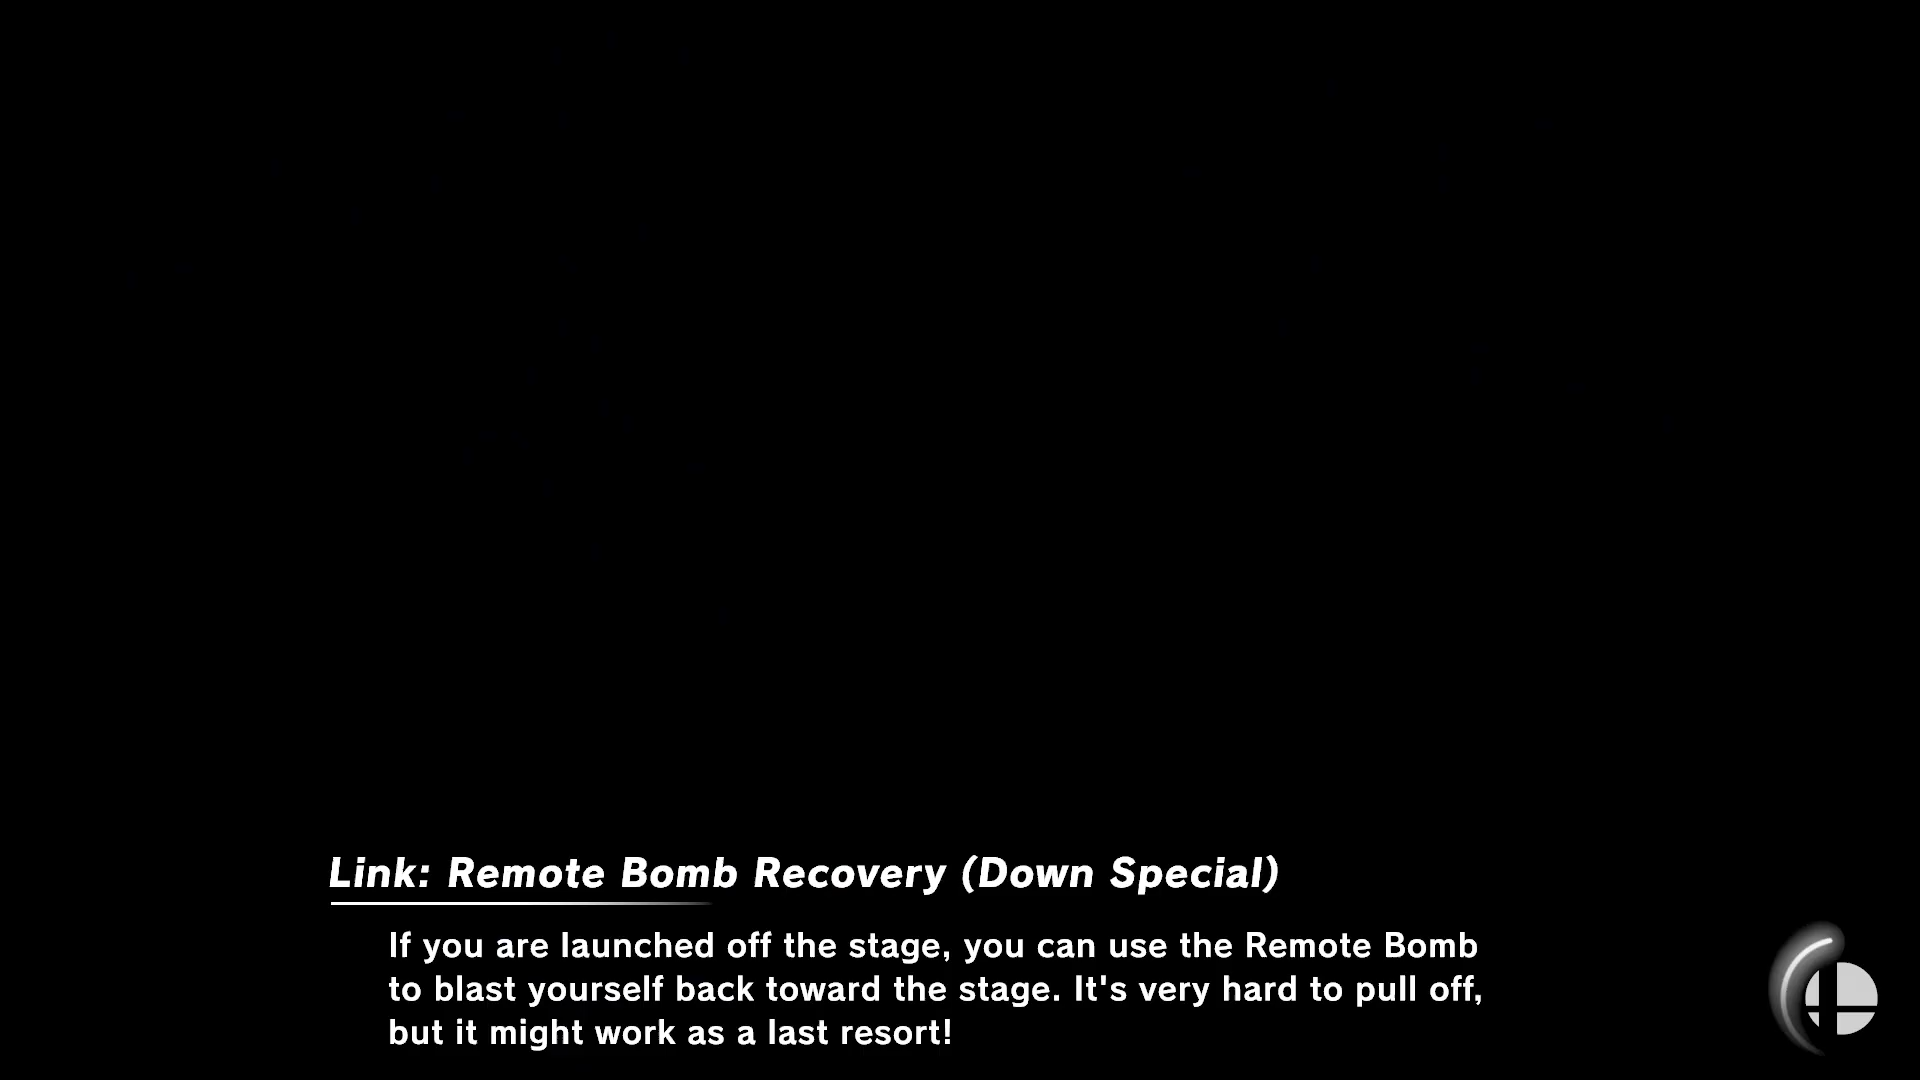 Link: Remote Bomb Recovery (Down Special)
If you are launched off the stage, you can use the Remote Bomb
to blast yourself back toward the stage. It's very hard to pull off,
but it might work as a last resort!